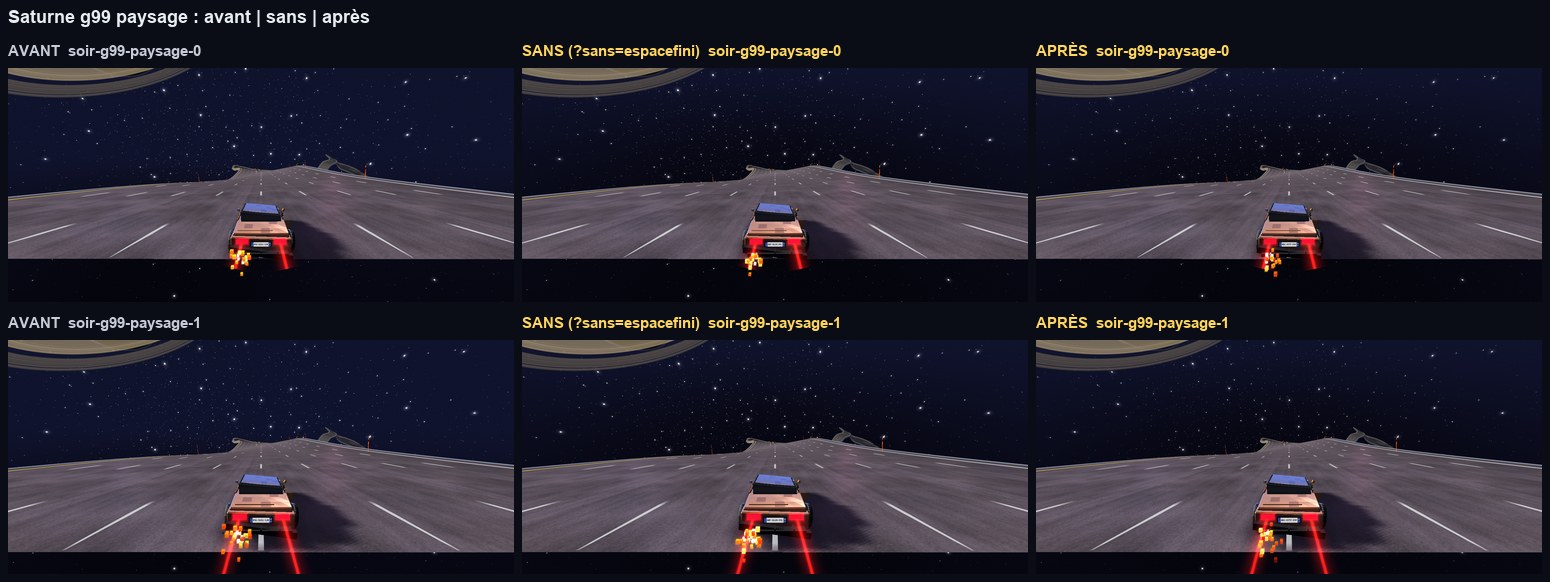 Saturne g99 paysage : avant | sans | après
AVANT soir-g99-paysage-0
SANS (?sans=espacefini) soir-g99-paysage-0
APRÈS soir-g99-paysage-0
AVANT soir-g99-paysage-1
SANS (?sans=espacefini) soir-g99-paysage-1
APRÈS soir-g99-paysage-1